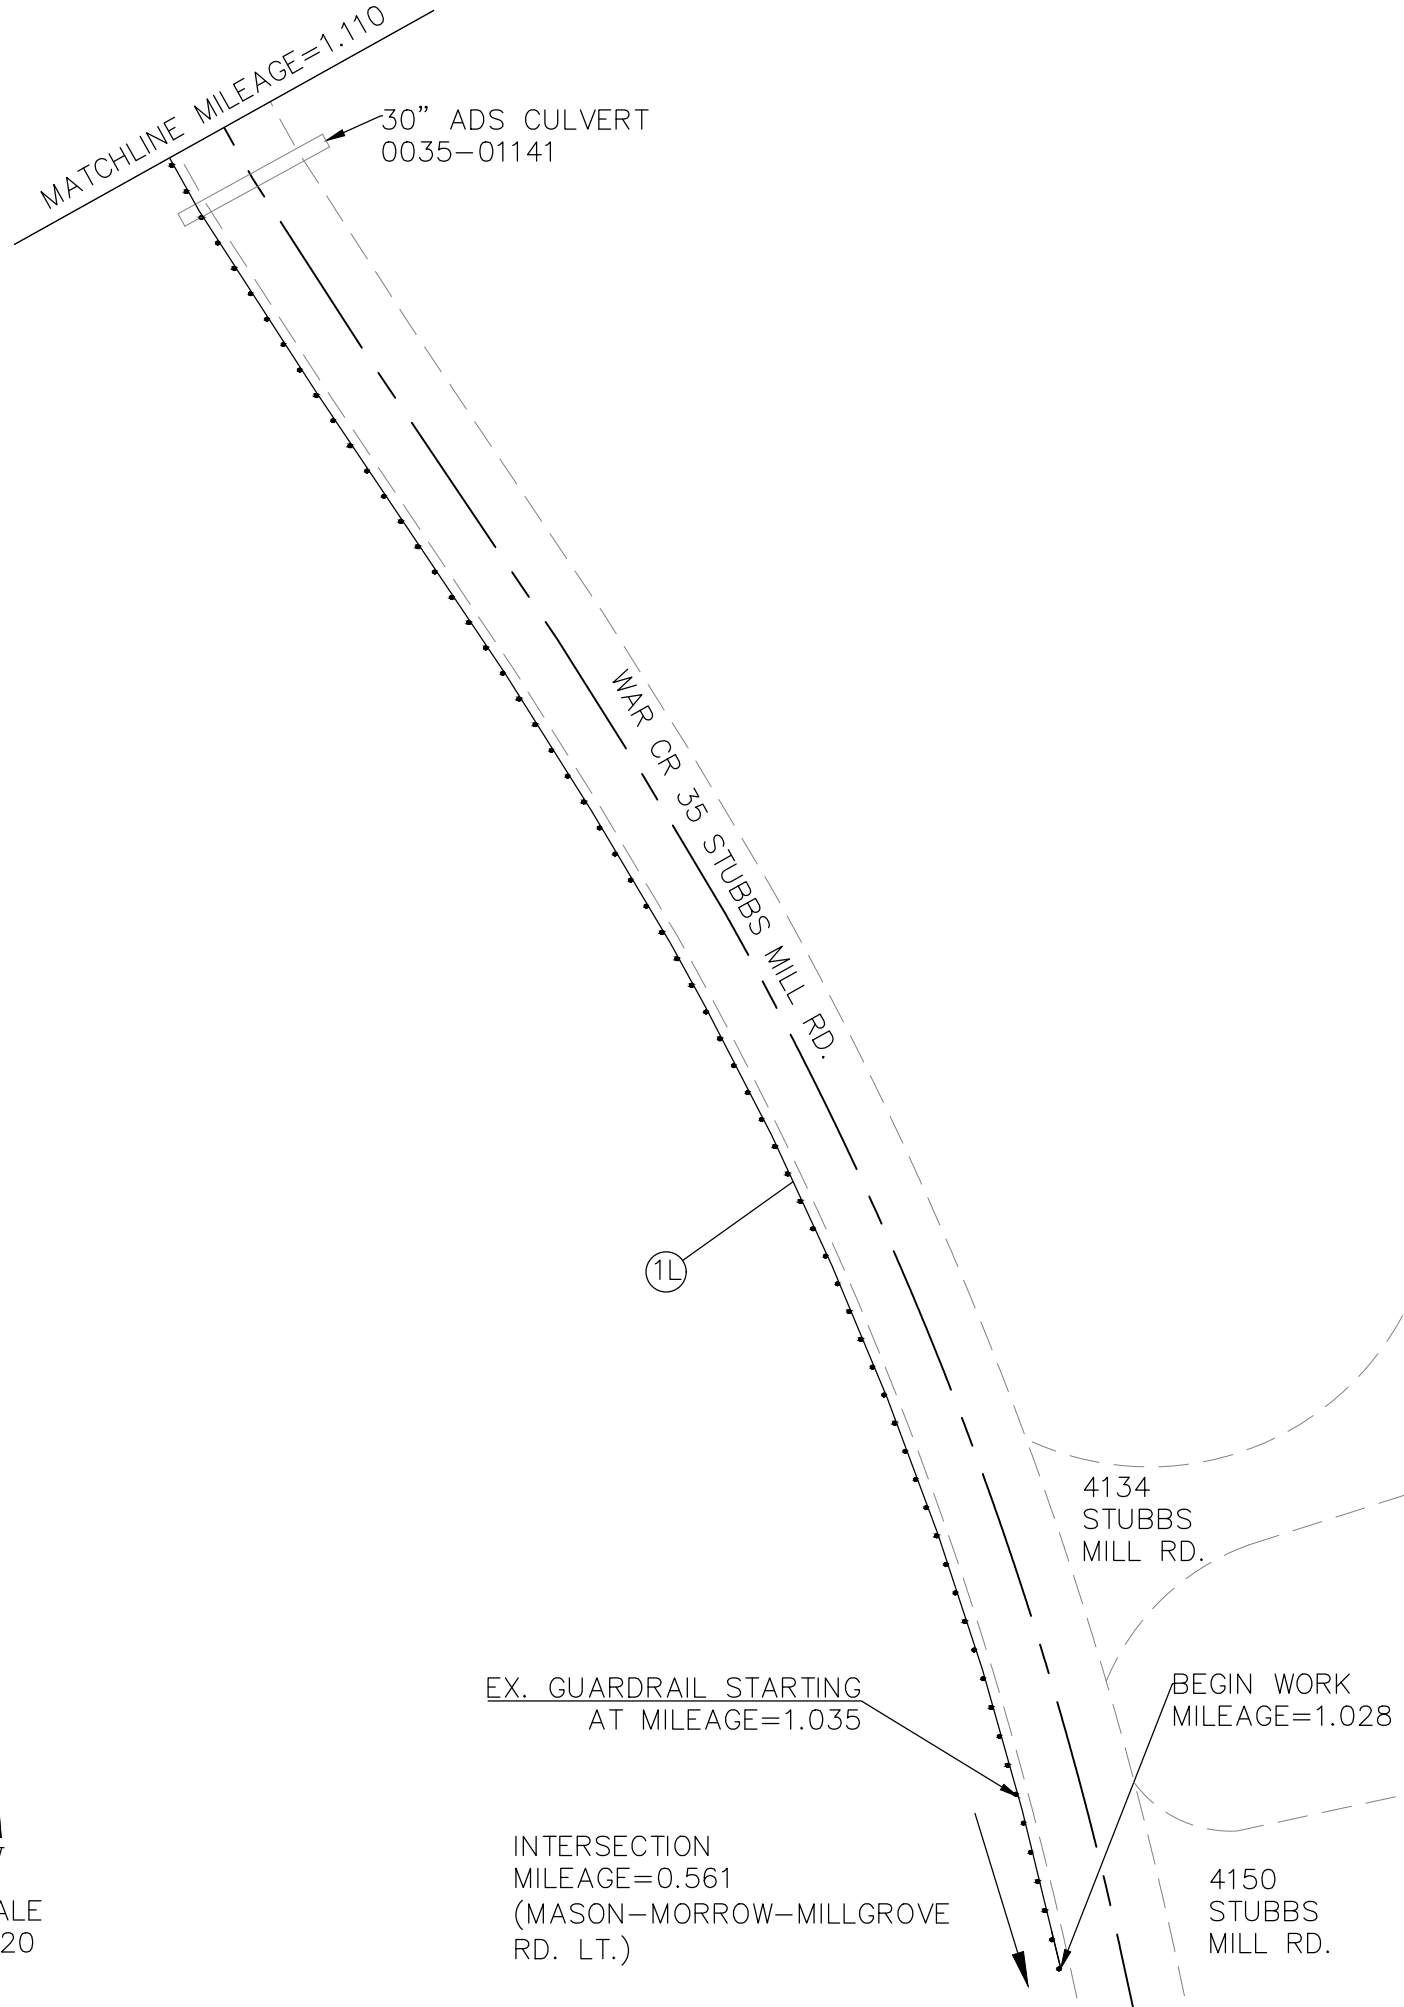 MATCHLINE MILEAGE=1.110
30" ADS CULVERT
0035-01141
WAR CR 35 STUBBS MILL RD.
1L
4134
STUBBS
MILL RD.
EX. GUARDRAIL STARTING
AT MILEAGE=1.035
BEGIN WORK
MILEAGE=1.028
INTERSECTION
MILEAGE=0.561
(MASON-MORROW-MILLGROVE
RD. LT.)
4150
STUBBS
MILL RD.
ALE
20